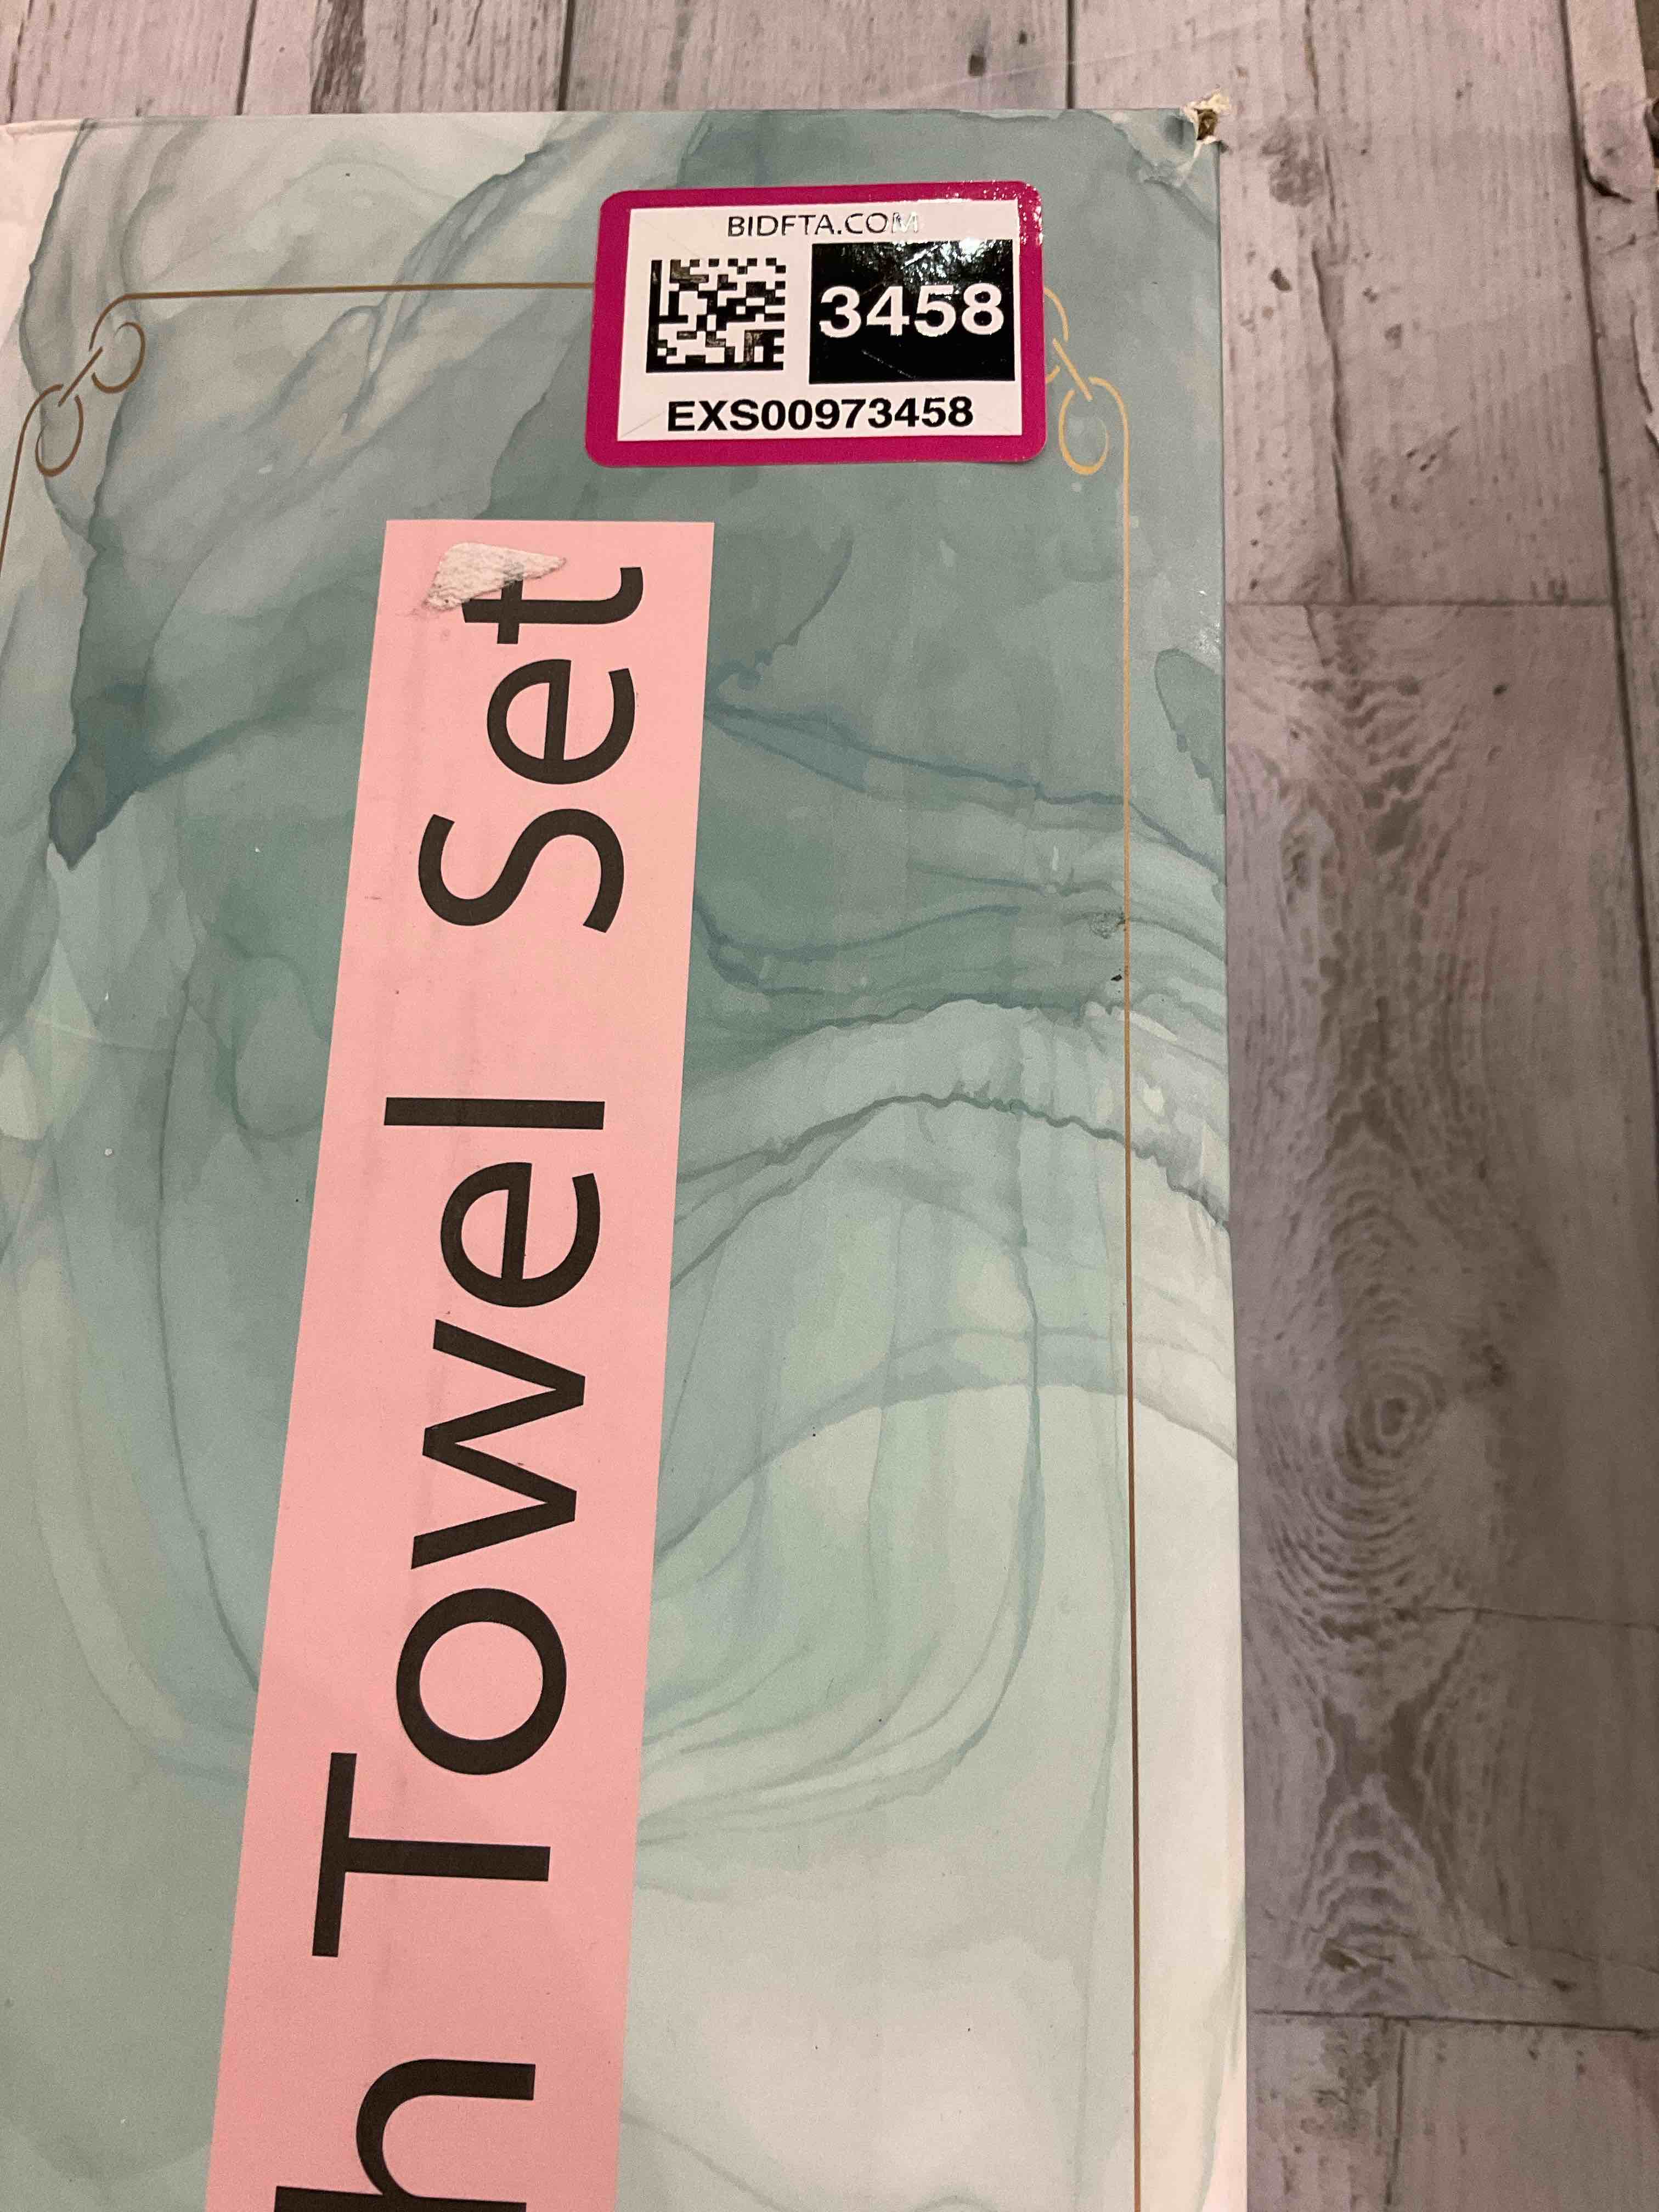 BIDFTA.COM
3458
EXS00973458
h Towel Set